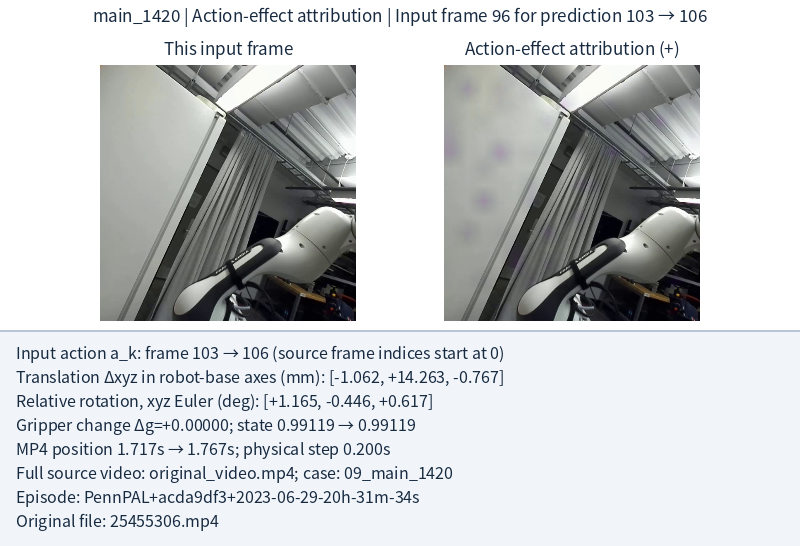 main_1420 | Action-effect attribution | Input frame 96 for prediction 103 → 106
This input frame
Action-effect attribution (+)
Input action a_k: frame 103 → 106 (source frame indices start at 0)
Translation Δxyz in robot-base axes (mm): [-1.062, +14.263, -0.767]
Relative rotation, xyz Euler (deg): [+1.165, -0.446, +0.617]
Gripper change Δg=+0.00000; state 0.99119 → 0.99119
MP4 position 1.717s → 1.767s; physical step 0.200s
Full source video: original_video.mp4; case: 09_main_1420
Episode: PennPAL+acda9df3+2023-06-29-20h-31m-34s
Original file: 25455306.mp4